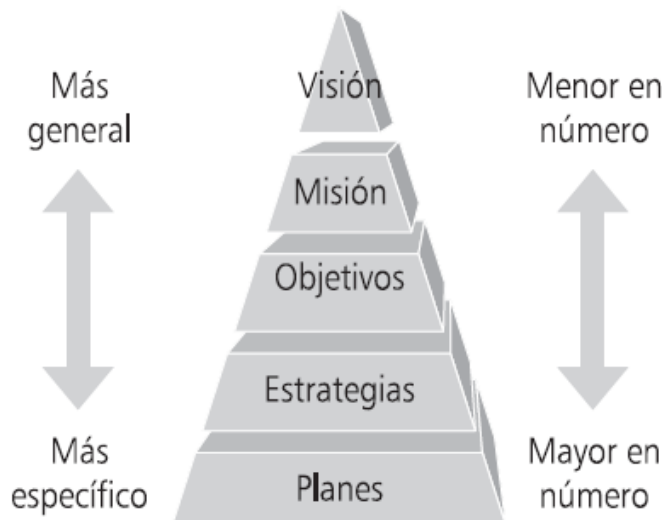 Más
general
Visión
Menor en
número
Misión
Objetivos
Estrategias
Más
específico
Planes
Mayor en
número